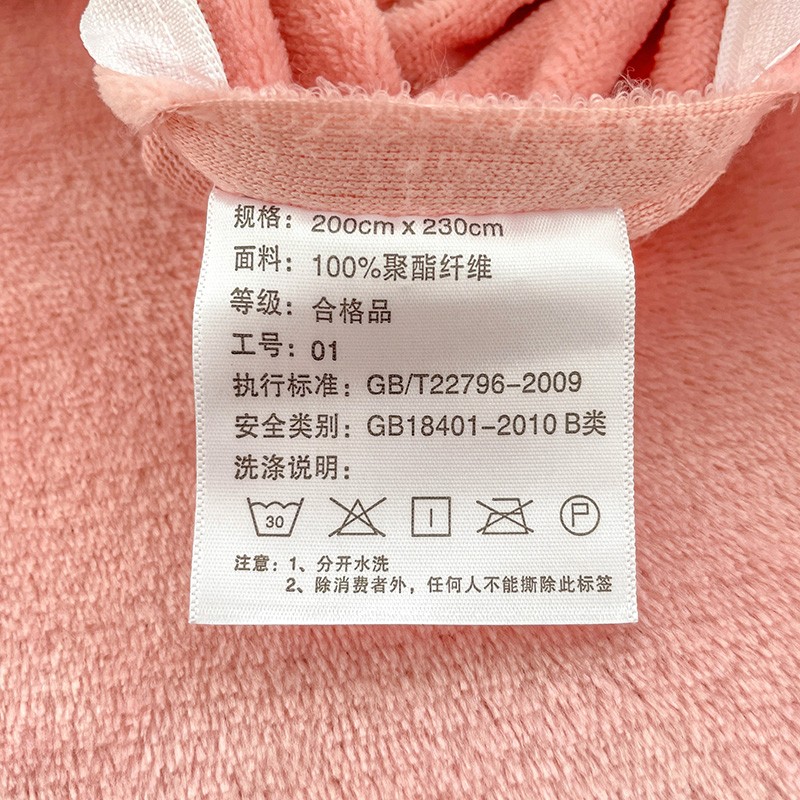 规格：200cm x 230cm
面料：100%聚酯纤维
等级：合格品
工号：01
执行标准：GB/T22796-2009
安全类别：GB18401-2010 B类
洗涤说明：
30 P
注意：1、分开水洗
2、除消费者外，任何人不能撕除此标签